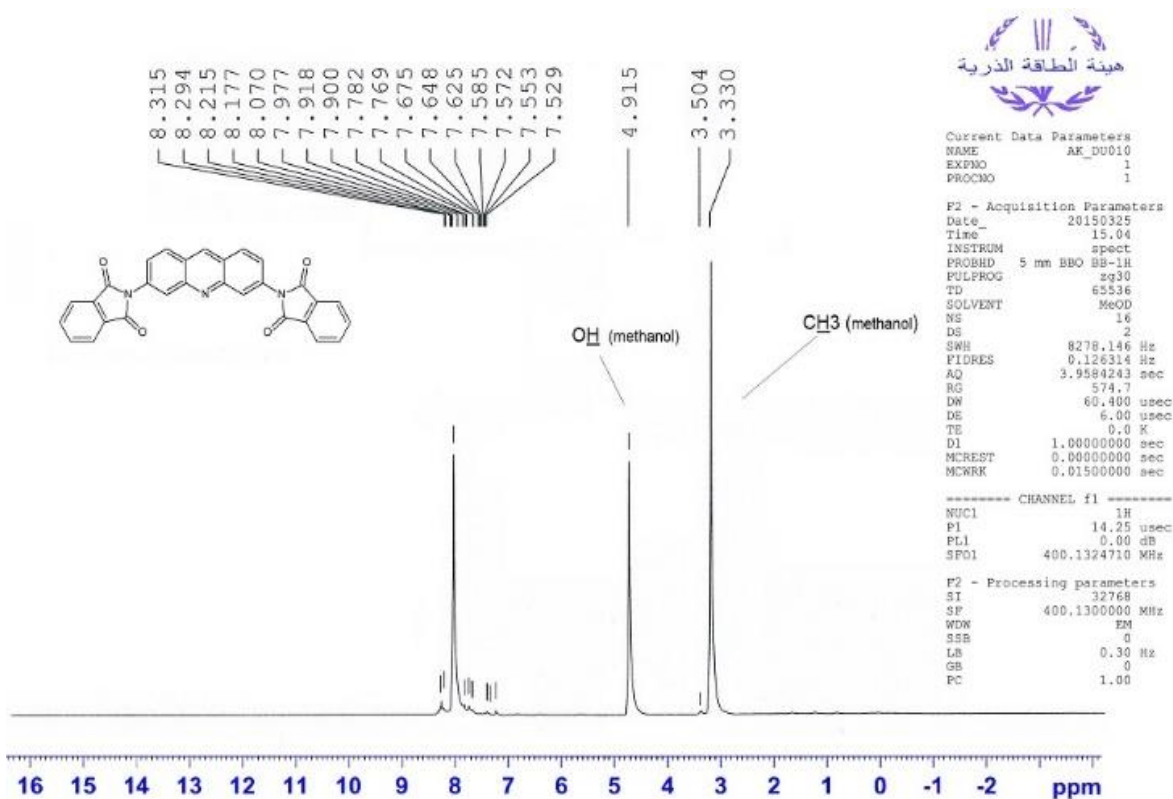 8.315
8.294
8.215
8.177
8.070
7.977
7.918
7.900
7.782
7.769
7.675
7.648
7.625
7.585
7.572
7.553
7.529
4.915
3.504
3.330
هيئة الطاقة الذرية
Current Data Parameters
NAME AK_DU010
EXPNO 1
PROCNO 1
F2 - Acquisition Parameters
Date_ 20150325
Time 15.04
INSTRUM spect
PROBHD 5 mm BBO BB-1H
PULPROG zg30
TD 65536
SOLVENT MeOD
NS 16
DS 2
SWH 8278.146 Hz
FIDRES 0.126314 Hz
AQ 3.9584243 sec
RG 574.7
DW 60.400 usec
DE 6.00 usec
TE 0.0 K
D1 1.00000000 sec
MCREST 0.00000000 sec
MCWRK 0.01500000 sec
======== CHANNEL f1 ========
NUC1 1H
P1 14.25 usec
PL1 0.00 dB
SFO1 400.1324710 MHz
F2 - Processing parameters
SI 32768
SF 400.1300000 MHz
WDW EM
SSB 0
LB 0.30 Hz
GB 0
PC 1.00
O O
N N N
O O
OH (methanol)
CH3 (methanol)
16 15 14 13 12 11 10 9 8 7 6 5 4 3 2 1 0 -1 -2 ppm